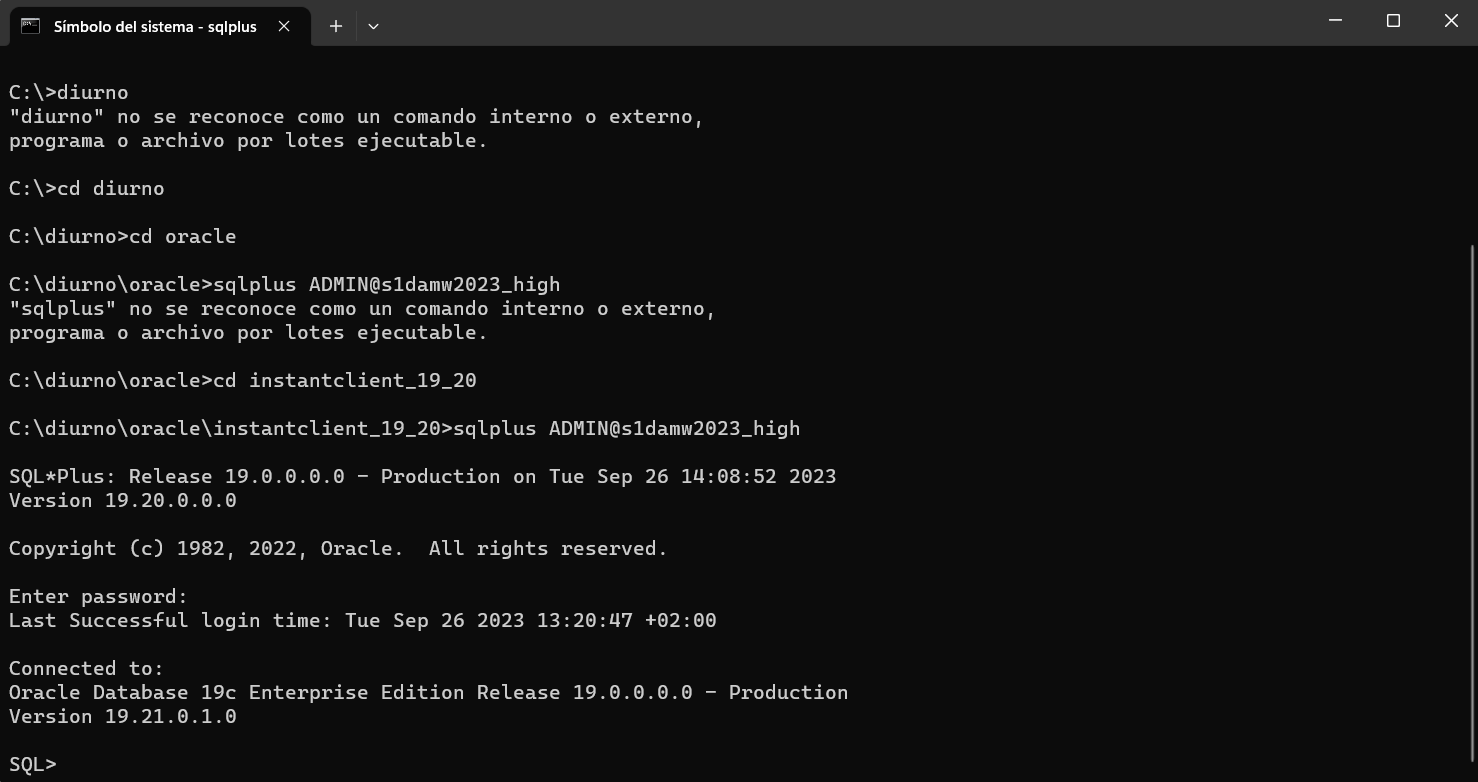 Símbolo del sistema - sqlplus
C:\>diurno
"diurno" no se reconoce como un comando interno o externo,
programa o archivo por lotes ejecutable.
C:\>cd diurno
C:\diurno>cd oracle
C:\diurno\oracle>sqlplus ADMIN@s1damw2023_high
"sqlplus" no se reconoce como un comando interno o externo,
programa o archivo por lotes ejecutable.
C:\diurno\oracle>cd instantclient_19_20
C:\diurno\oracle\instantclient_19_20>sqlplus ADMIN@s1damw2023_high
SQL*Plus: Release 19.0.0.0.0 - Production on Tue Sep 26 14:08:52 2023
Version 19.20.0.0.0
Copyright (c) 1982, 2022, Oracle.  All rights reserved.
Enter password:
Last Successful login time: Tue Sep 26 2023 13:20:47 +02:00
Connected to:
Oracle Database 19c Enterprise Edition Release 19.0.0.0.0 - Production
Version 19.21.0.1.0
SQL>